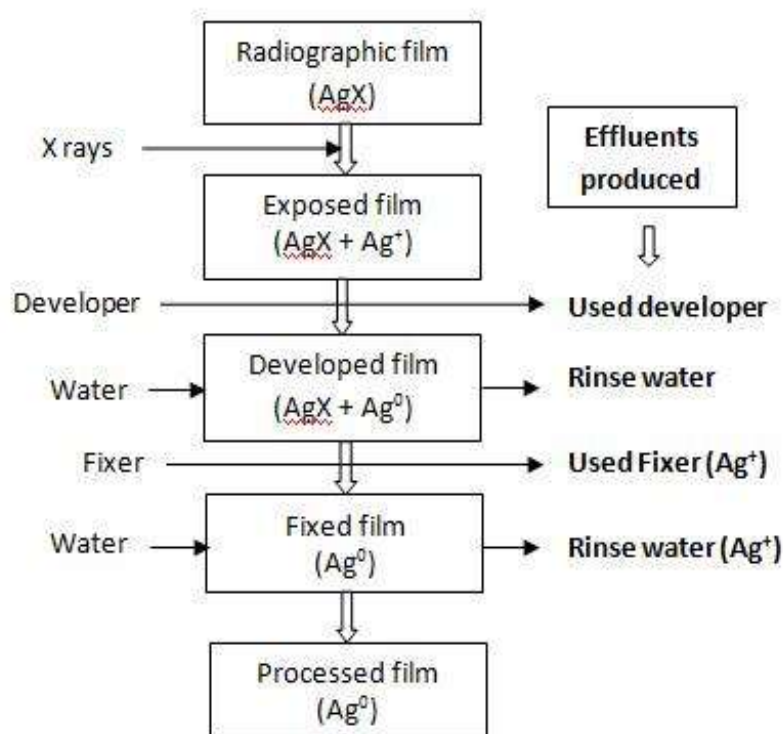 Radiographic film
(AgX)
X rays
Effluents
produced
Exposed film
(AgX + Ag⁺)
Developer
Used developer
Water
Developed film
(AgX + Ag⁰)
Rinse water
Fixer
Used Fixer (Ag⁺)
Water
Fixed film
(Ag⁰)
Rinse water (Ag⁺)
Processed film
(Ag⁰)